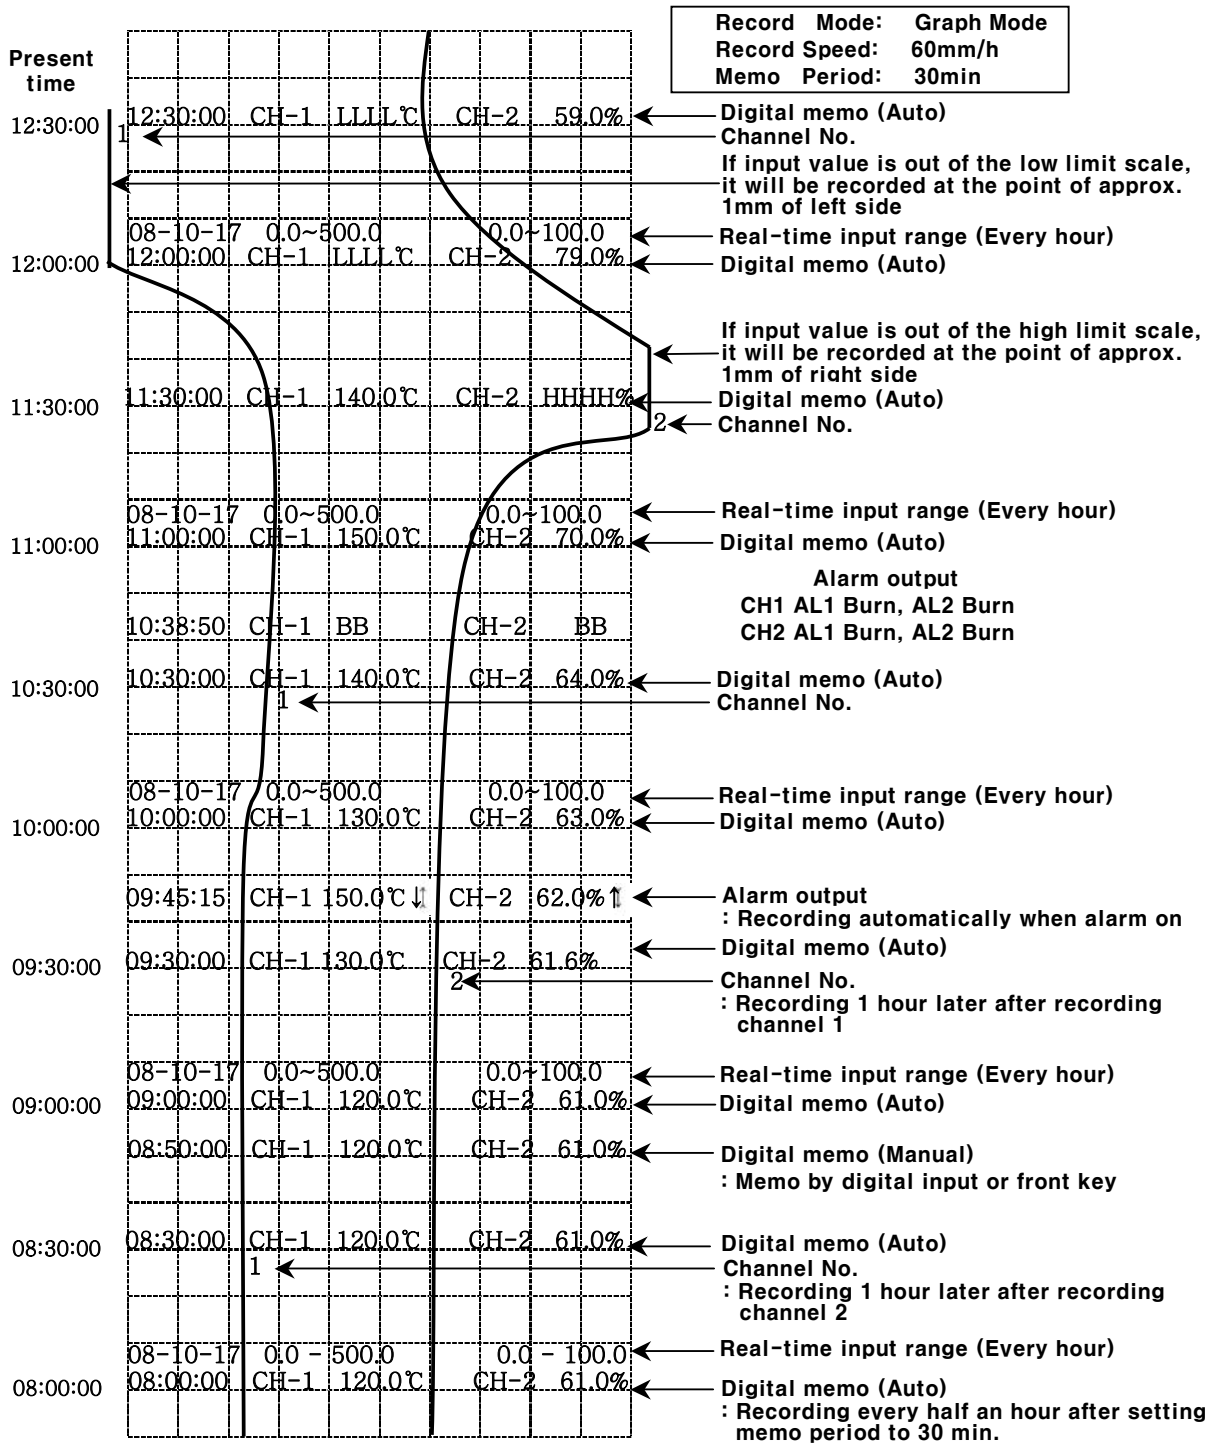 Record Mode: Graph Mode
Record Speed: 60mm/h
Memo Period: 30min
Present
time
12:30:00
12:30:00 CH-1 LLLL℃ CH-2 59.0%
Digital memo (Auto)
1
Channel No.
If input value is out of the low limit scale,
it will be recorded at the point of approx.
1mm of left side
08-10-17 0.0~500.0 0.0~100.0
Real-time input range (Every hour)
12:00:00
12:00:00 CH-1 LLLL℃ CH-2 79.0%
Digital memo (Auto)
If input value is out of the high limit scale,
it will be recorded at the point of approx.
1mm of right side
11:30:00
11:30:00 CH-1 140.0℃ CH-2 HHHH%
Digital memo (Auto)
2
Channel No.
08-10-17 0.0~500.0 0.0~100.0
Real-time input range (Every hour)
11:00:00
11:00:00 CH-1 150.0℃ CH-2 70.0%
Digital memo (Auto)
Alarm output
CH1 AL1 Burn, AL2 Burn
CH2 AL1 Burn, AL2 Burn
10:38:50 CH-1 BB CH-2 BB
10:30:00
10:30:00 CH-1 140.0℃ CH-2 64.0%
Digital memo (Auto)
1
Channel No.
08-10-17 0.0~500.0 0.0~100.0
Real-time input range (Every hour)
10:00:00
10:00:00 CH-1 130.0℃ CH-2 63.0%
Digital memo (Auto)
09:45:15 CH-1 150.0℃ ⇃ CH-2 62.0% ↿
Alarm output
: Recording automatically when alarm on
09:30:00
09:30:00 CH-1 130.0℃ CH-2 61.6%
Digital memo (Auto)
2
Channel No.
: Recording 1 hour later after recording
channel 1
08-10-17 0.0~500.0 0.0~100.0
Real-time input range (Every hour)
09:00:00
09:00:00 CH-1 120.0℃ CH-2 61.0%
Digital memo (Auto)
08:50:00 CH-1 120.0℃ CH-2 61.0%
Digital memo (Manual)
: Memo by digital input or front key
08:30:00
08:30:00 CH-1 120.0℃ CH-2 61.0%
Digital memo (Auto)
1
Channel No.
: Recording 1 hour later after recording
channel 2
08-10-17 0.0 - 500.0 0.0 - 100.0
Real-time input range (Every hour)
08:00:00
08:00:00 CH-1 120.0℃ CH-2 61.0%
Digital memo (Auto)
: Recording every half an hour after setting
memo period to 30 min.